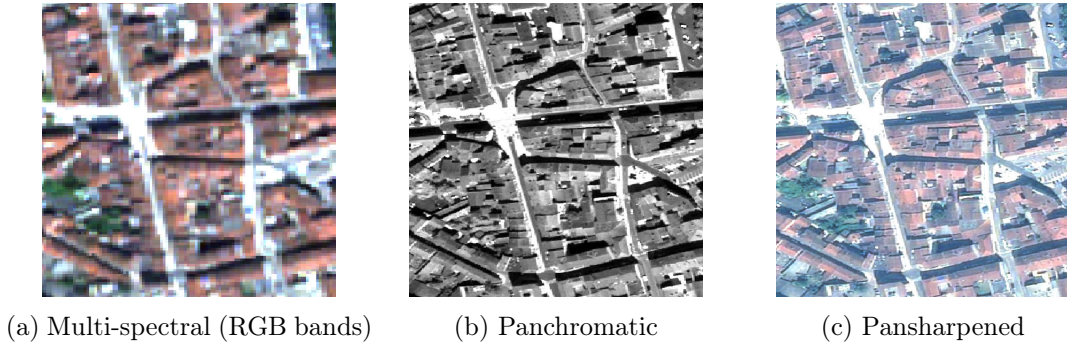 (a) Multi-spectral (RGB bands)
(b) Panchromatic
(c) Pansharpened